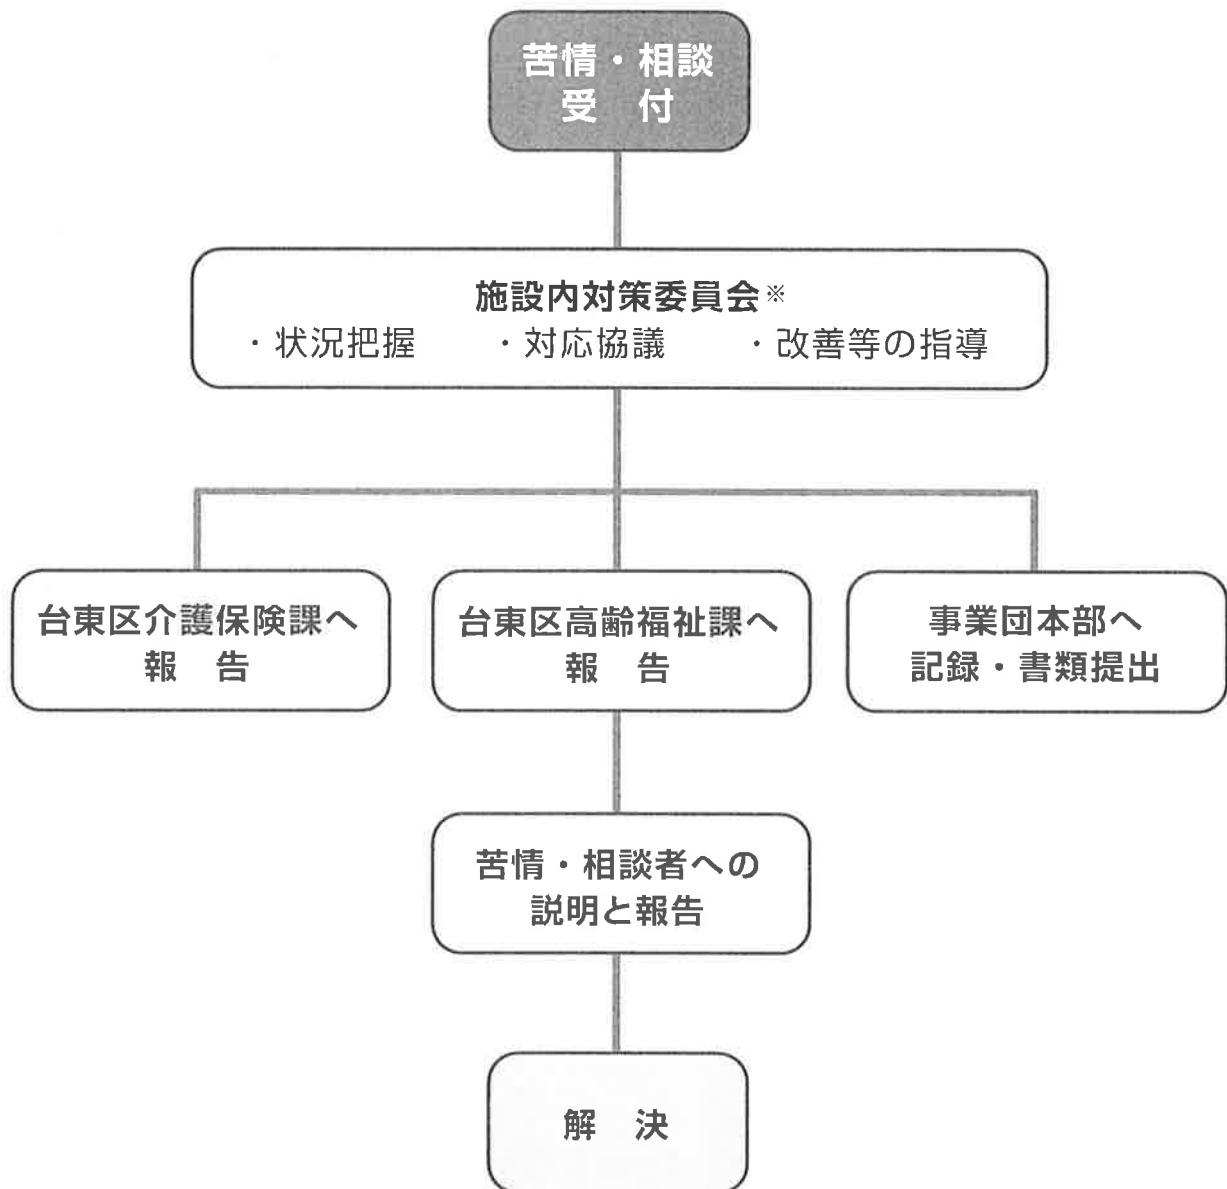 苦情・相談
受　付
施設内対策委員会※
・状況把握　・対応協議　・改善等の指導
台東区介護保険課へ
報　告
台東区高齢福祉課へ
報　告
事業団本部へ
記録・書類提出
苦情・相談者への
説明と報告
解　決